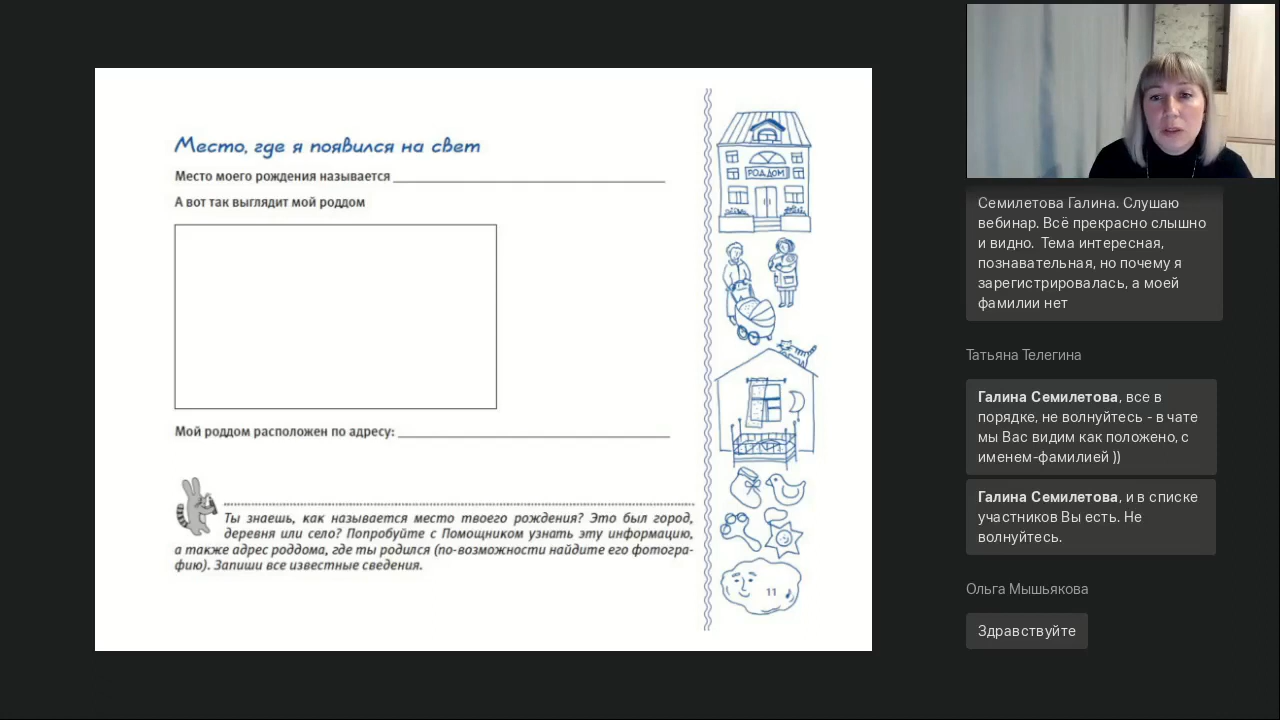 Место, где я появился на свет
Место моего рождения называется
А вот так выглядит мой роддом
Мой роддом расположен по адресу:
Ты знаешь, как называется место твоего рождения? Это был город,
деревня или село? Попробуйте с Помощником узнать эту информацию,
а также адрес роддома, где ты родился (по-возможности найдите его фотогра-
фию). Запиши все известные сведения.
РОДДОМ
11
Семилетова Галина. Слушаю
вебинар. Всё прекрасно слышно
и видно. Тема интересная,
познавательная, но почему я
зарегистрировалась, а моей
фамилии нет
Татьяна Телегина
Галина Семилетова, все в
порядке, не волнуйтесь - в чате
мы Вас видим как положено, с
именем-фамилией ))
Галина Семилетова, и в списке
участников Вы есть. Не
волнуйтесь.
Ольга Мышьякова
Здравствуйте